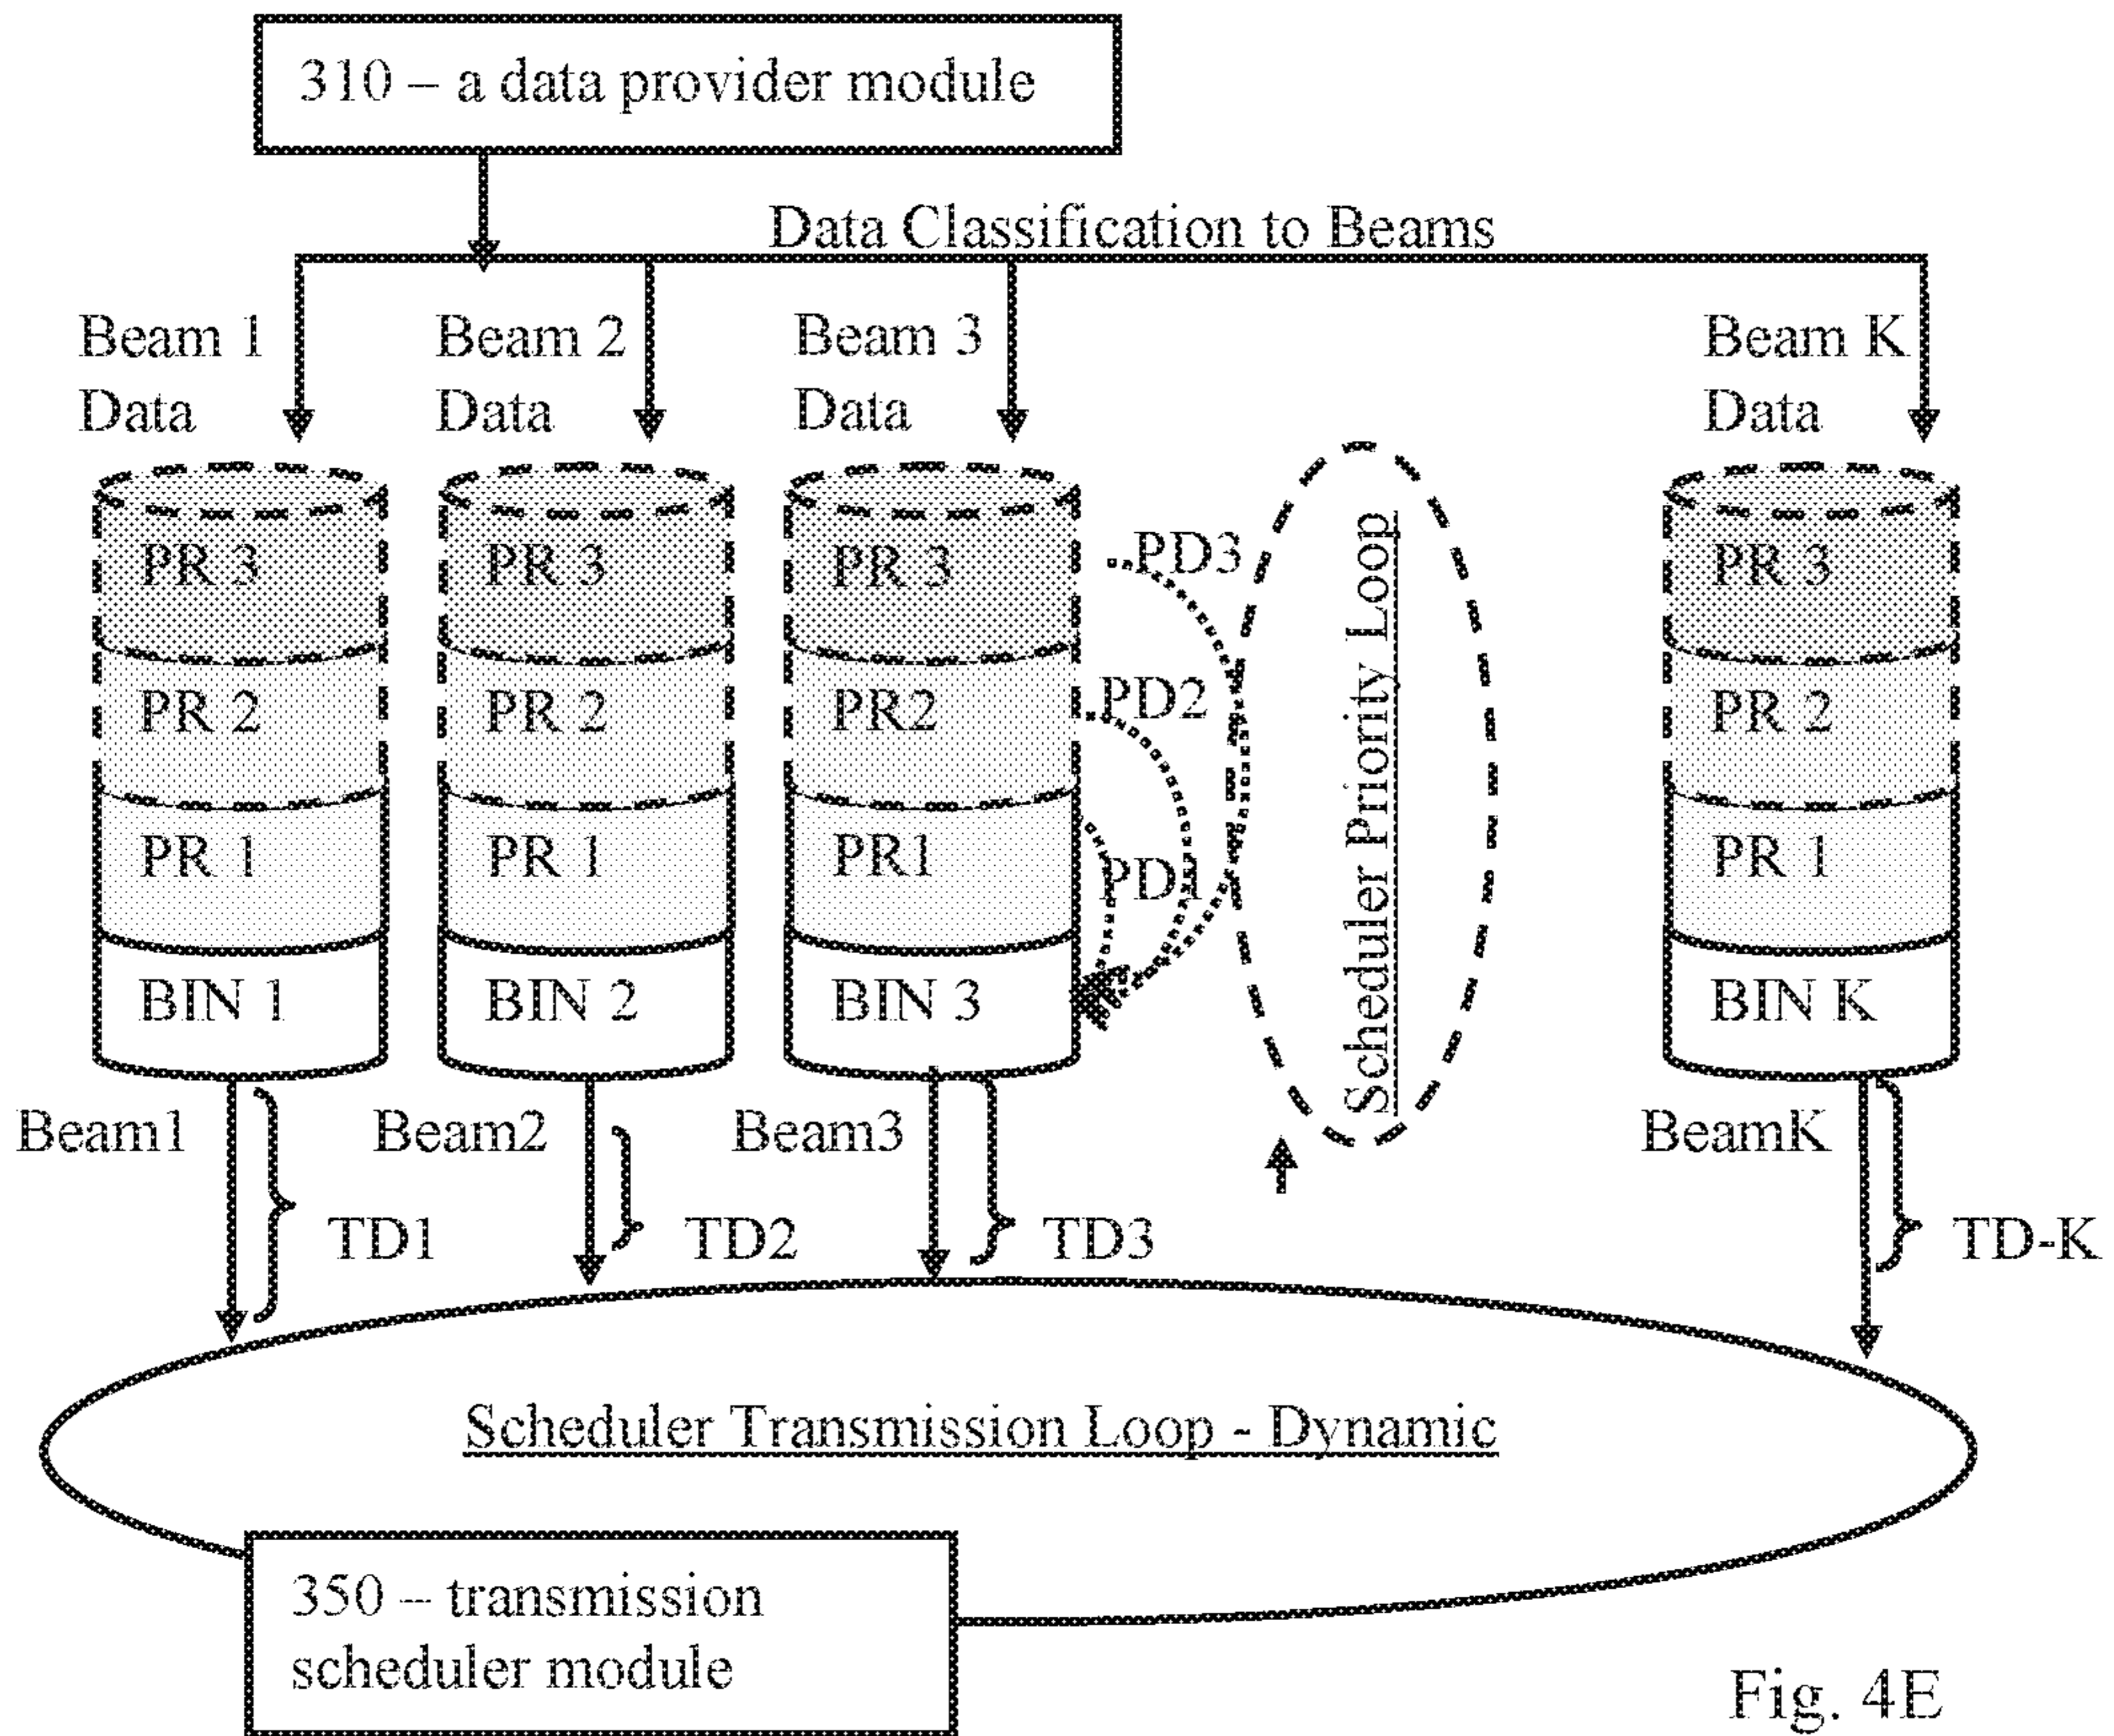 310 – a data provider module
Data Classification to Beams
Beam 1
Data
Beam 2
Data
Beam 3
Data
Beam K
Data
PR 3
PR 3
PR 3
PD3
PR 3
PR 2
PR 2
PR2
PD2
PR 2
PR 1
PR 1
PR1
PD1
PR 1
Scheduler Priority Loop
BIN 1
BIN 2
BIN 3
BIN K
Beam1
Beam2
Beam3
BeamK
TD1
TD2
TD3
TD-K
Scheduler Transmission Loop - Dynamic
350 – transmission
scheduler module
Fig. 4E